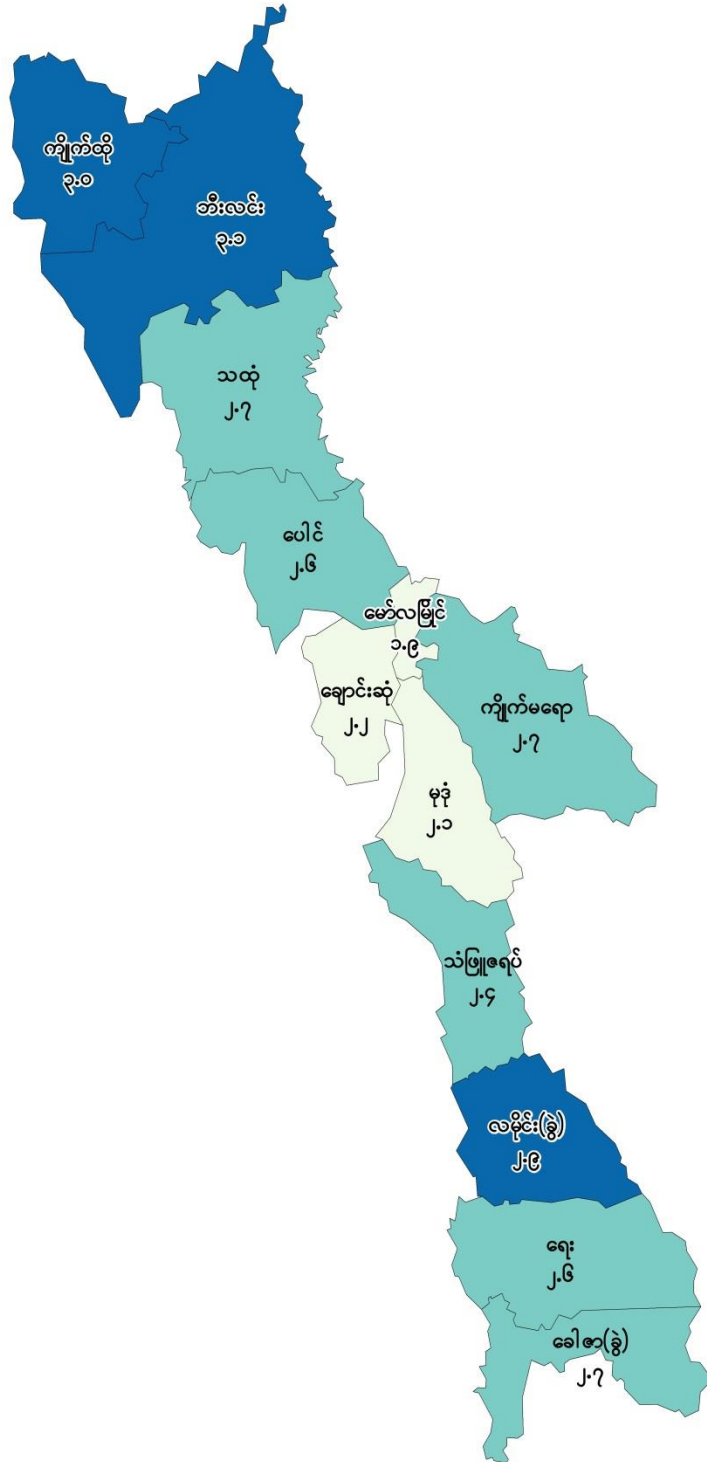 ကျိုက်ထို
၃.၀
ဘီးလင်း
၃.၁
သထုံ
၂.၇
ပေါင်
၂.၆
မော်လမြိုင်
၁.၉
ချောင်းဆုံ
၂.၂
ကျိုက်မရော
၂.၇
မုဒုံ
၂.၁
သံဖြူဇရပ်
၂.၄
လမိုင်း(ခွဲ)
၂.၉
ရေး
၂.၆
ခေါဇာ(ခွဲ)
၂.၇